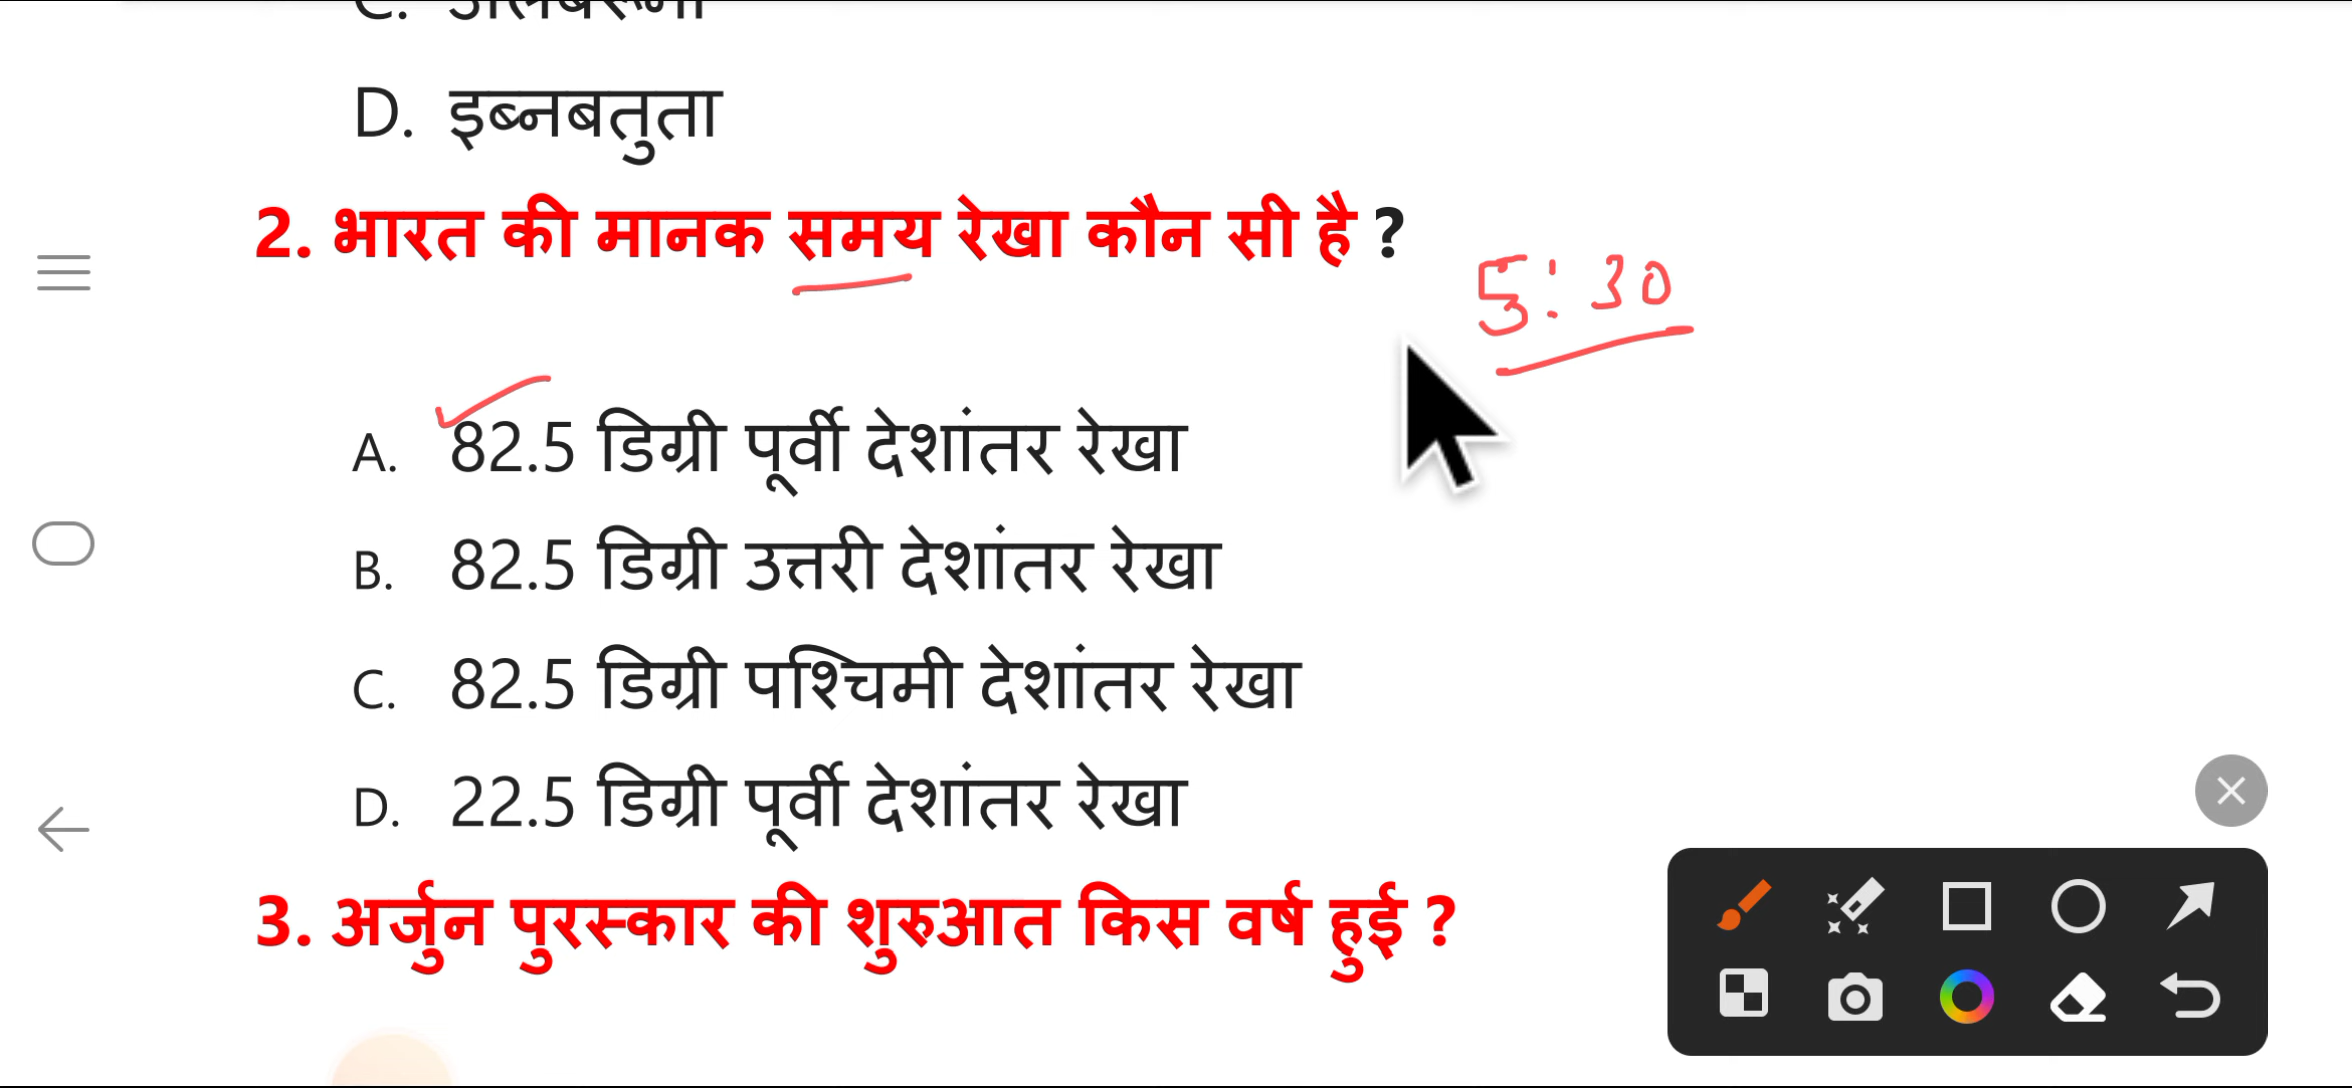 D. इब्नबतुता
2. भारत की मानक समय रेखा कौन सी है ?
5:30
A. 82.5 डिग्री पूर्वी देशांतर रेखा
B. 82.5 डिग्री उत्तरी देशांतर रेखा
C. 82.5 डिग्री पश्चिमी देशांतर रेखा
D. 22.5 डिग्री पूर्वी देशांतर रेखा
3. अर्जुन पुरस्कार की शुरुआत किस वर्ष हुई ?